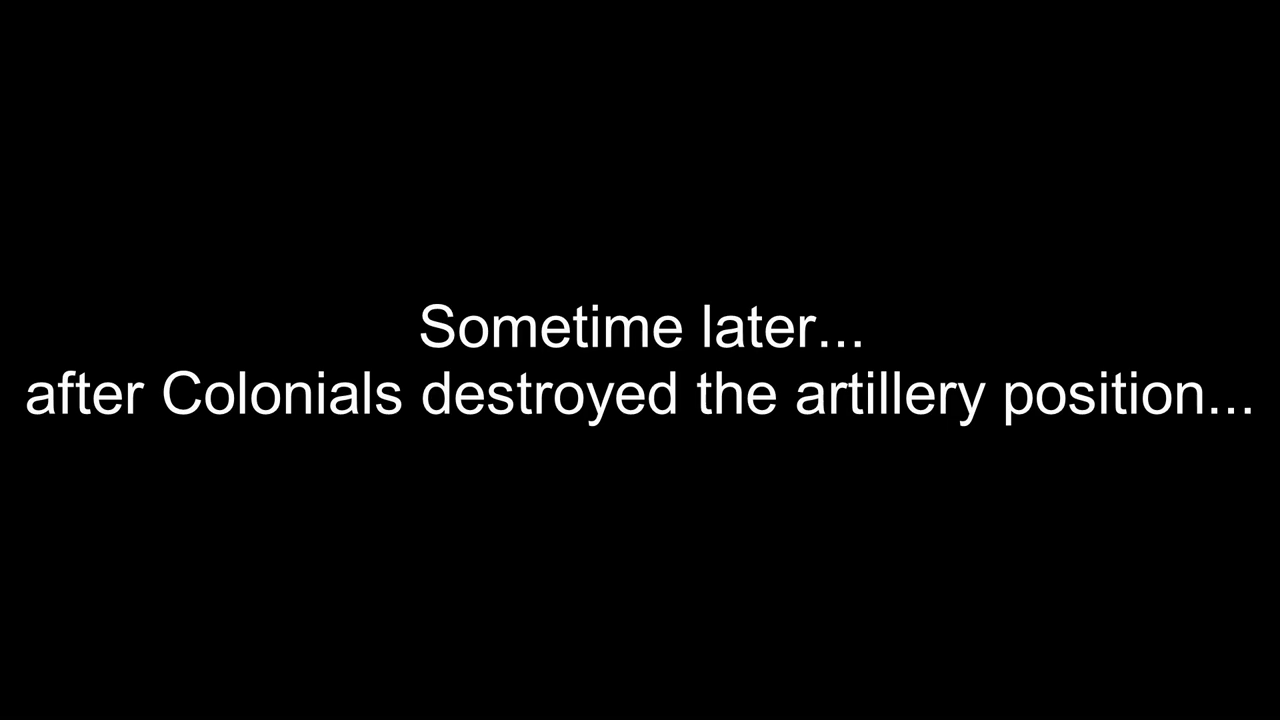 Sometime later...
after Colonials destroyed the artillery position...